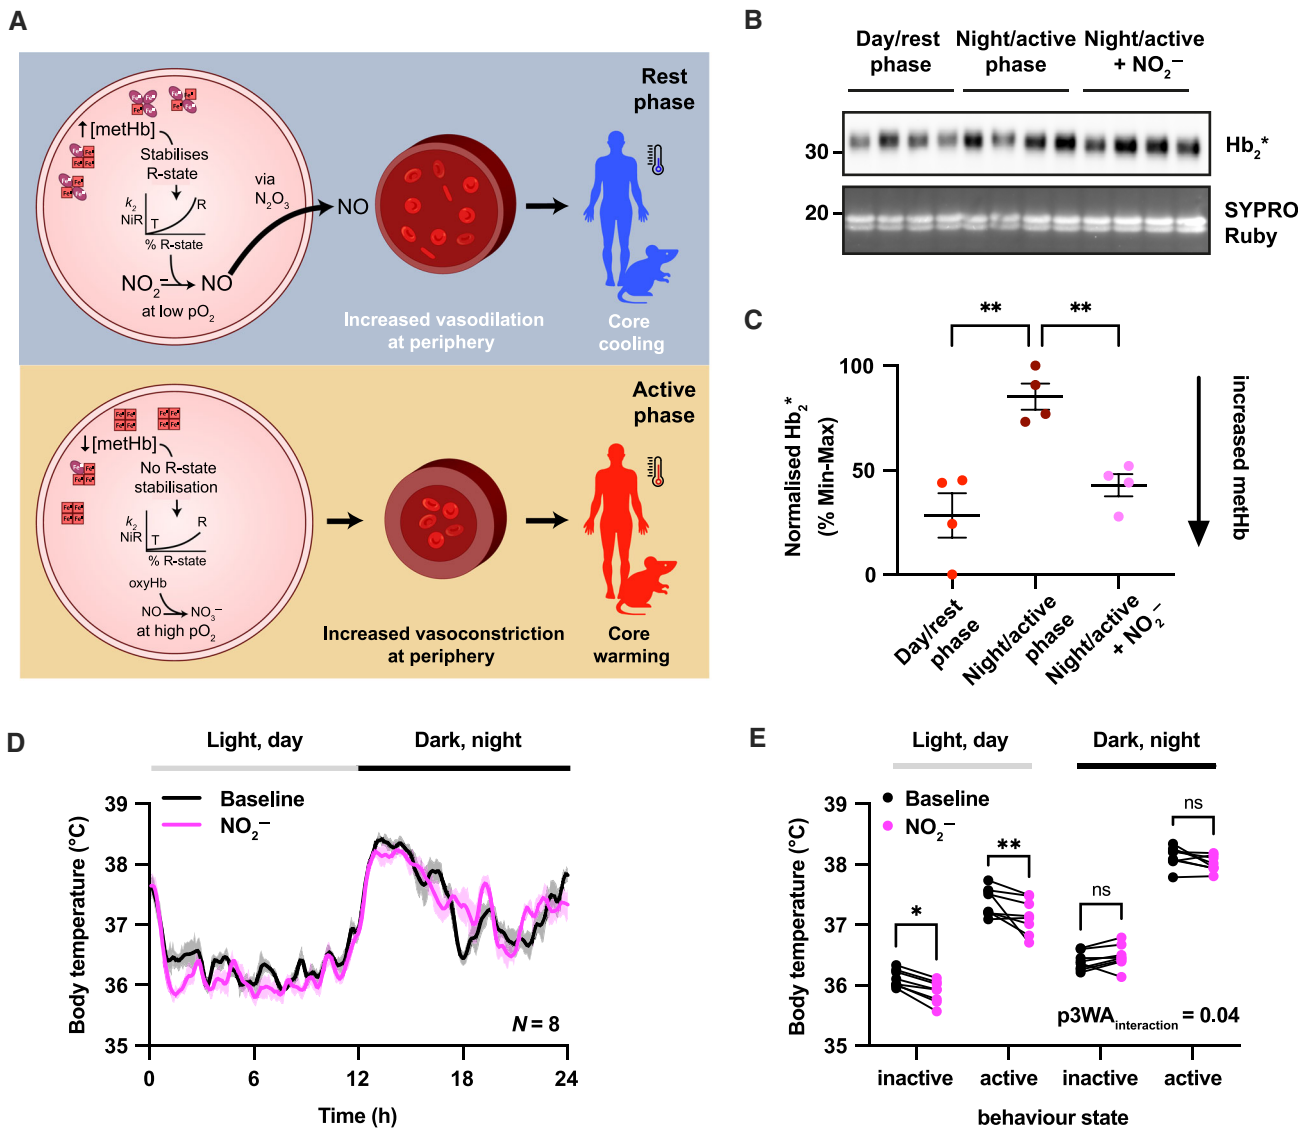 A
Rest
phase
↑[metHb]
Stabilises
R-state
k2
NiR
T
R
% R-state
NO2− NO
at low pO2
via
N2O3
NO
Increased vasodilation
at periphery
Core
cooling
Active
phase
↓[metHb]
No R-state
stabilisation
k2
NiR
T
R
% R-state
oxyHb
NO NO3−
at high pO2
Increased vasoconstriction
at periphery
Core
warming
B
Day/rest
phase
Night/active
phase
Night/active
+ NO2−
30
Hb2*
20
SYPRO
Ruby
C
** **
100
50
0
Normalised Hb2*
(% Min-Max)
increased metHb
Day/rest
phase
Night/active
phase
Night/active
+ NO2−
D
Light, day Dark, night
Baseline
NO2−
39
38
37
36
35
Body temperature (°C)
N = 8
0 6 12 18 24
Time (h)
E
Light, day Dark, night
Baseline
NO2−
39
38
37
36
35
Body temperature (°C)
* ** ns ns
p3WAinteraction = 0.04
inactive active inactive active
behaviour state